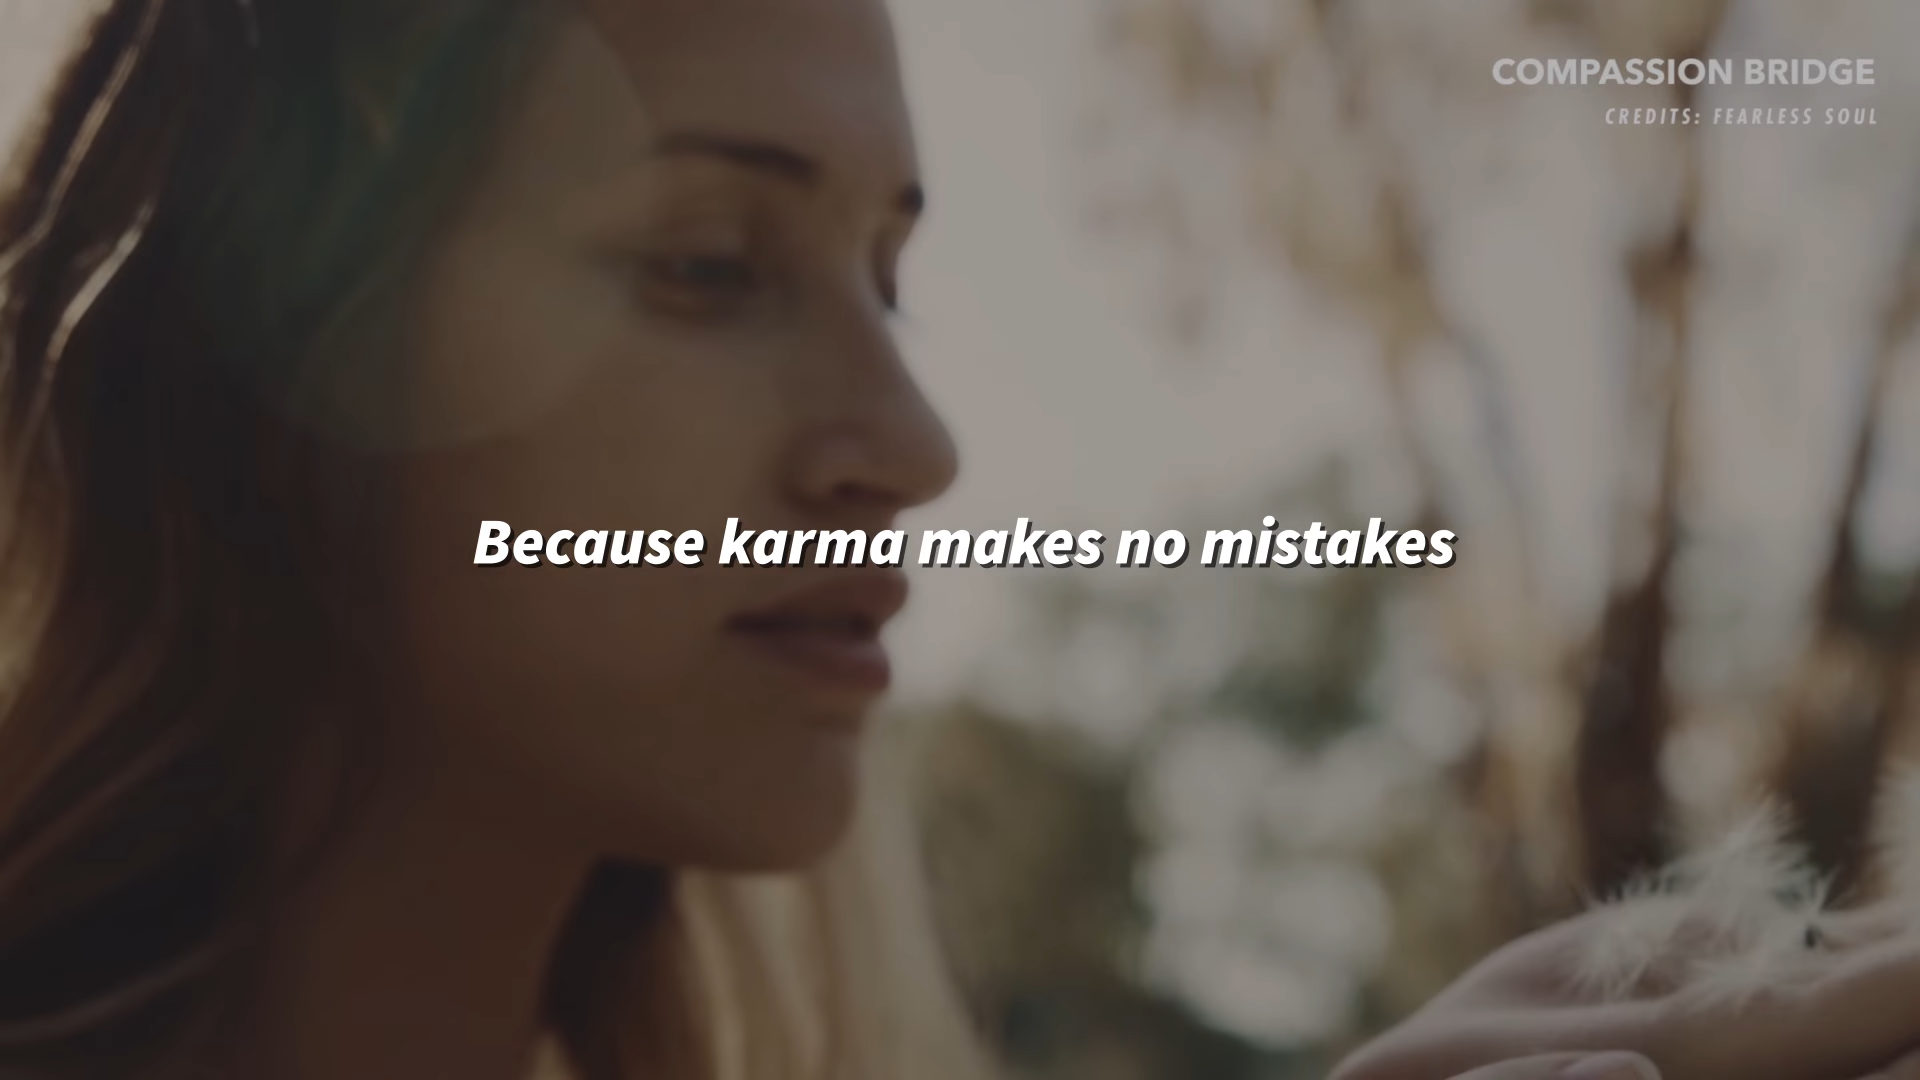 COMPASSION BRIDGE
CREDITS: FEARLESS SOUL
Because karma makes no mistakes